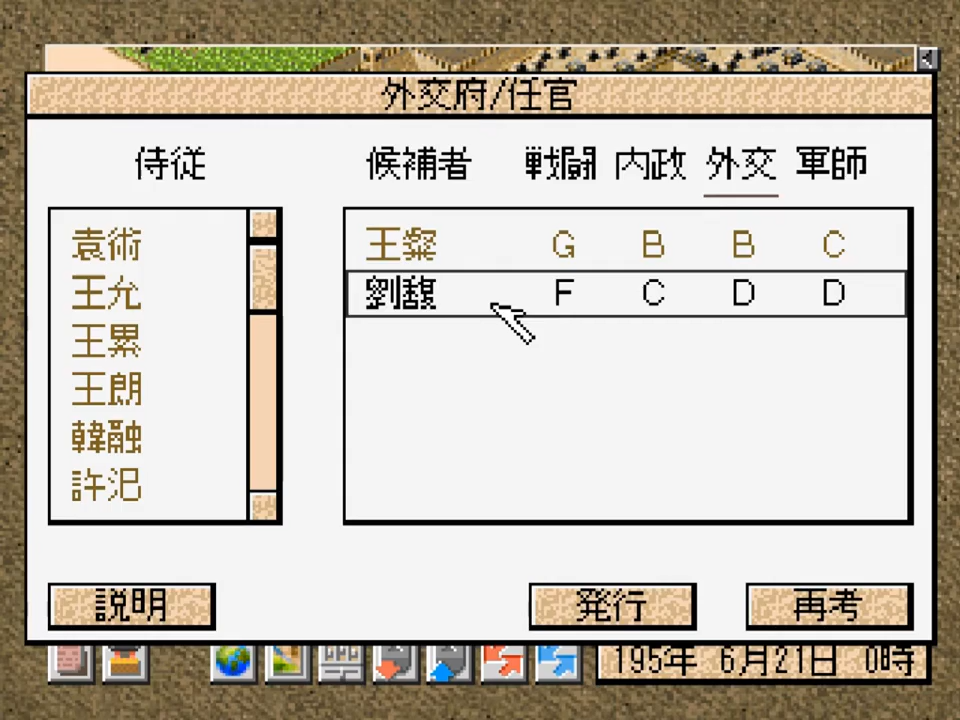 外交府/任官
侍従
候補者 戦闘 内政 外交 軍師
袁術
王允
王累
王朗
韓融
許汜
王粲 G B B C
劉馥 F C D D
説明
発行
再考
195年 6月21日 0時